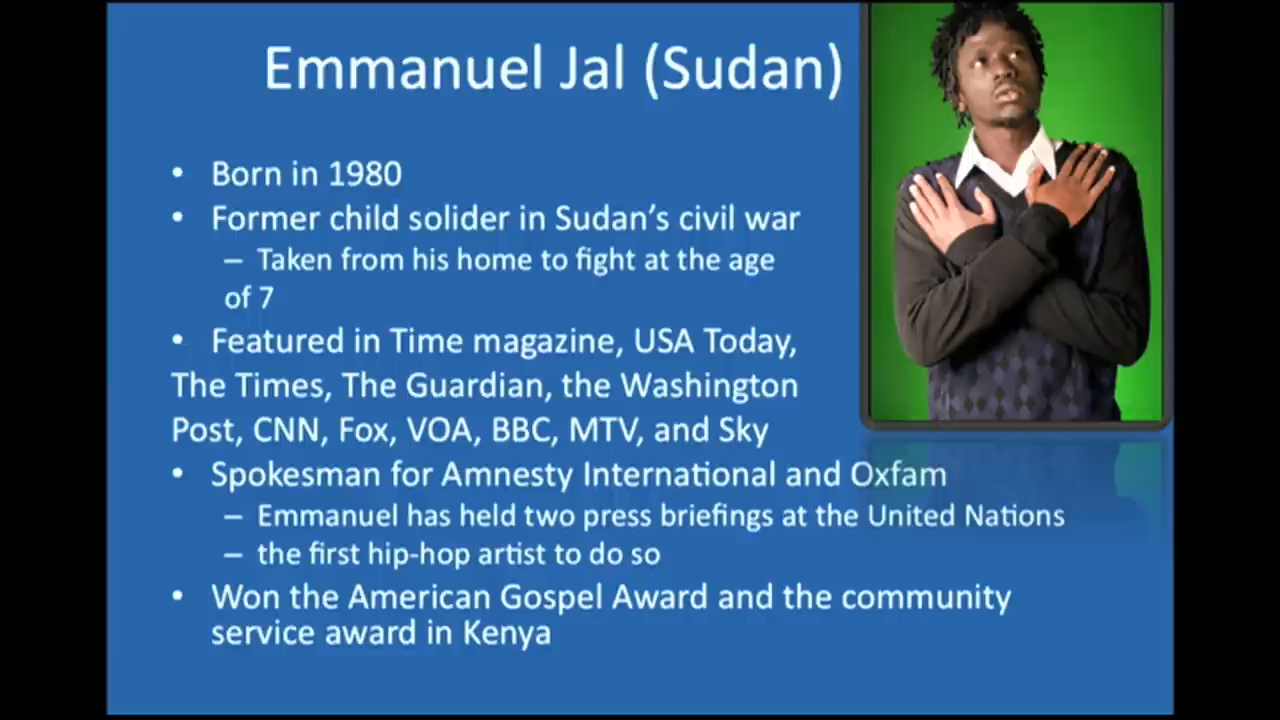 Emmanuel Jal (Sudan)
• Born in 1980
• Former child solider in Sudan's civil war
– Taken from his home to fight at the age
of 7
• Featured in Time magazine, USA Today,
The Times, The Guardian, the Washington
Post, CNN, Fox, VOA, BBC, MTV, and Sky
• Spokesman for Amnesty International and Oxfam
– Emmanuel has held two press briefings at the United Nations
– the first hip-hop artist to do so
• Won the American Gospel Award and the community
service award in Kenya